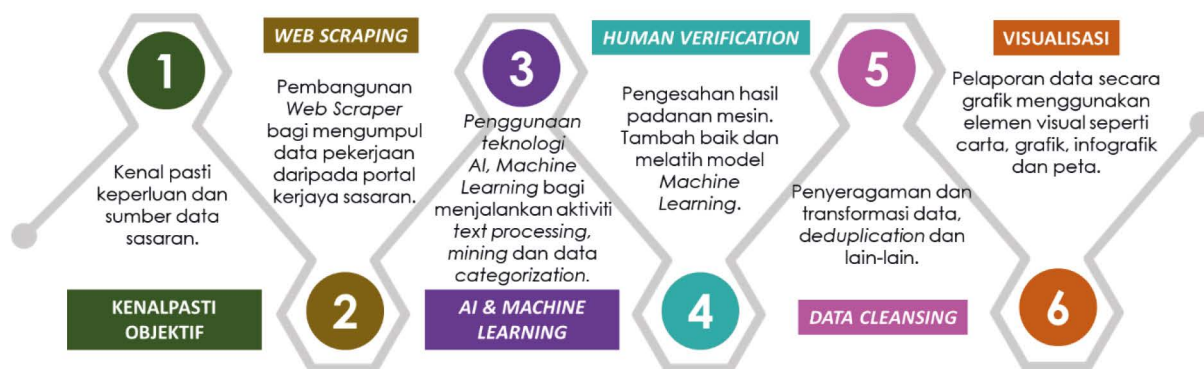 1
Kenal pasti
keperluan dan
sumber data
sasaran.
KENALPASTI
OBJEKTIF
WEB SCRAPING
Pembangunan
Web Scraper
bagi mengumpul
data pekerjaan
daripada portal
kerjaya sasaran.
2
3
Penggunaan
teknologi
AI, Machine
Learning bagi
menjalankan aktiviti
text processing,
mining dan data
categorization.
AI & MACHINE
LEARNING
HUMAN VERIFICATION
Pengesahan hasil
padanan mesin.
Tambah baik dan
melatih model
Machine
Learning.
4
5
Penyeragaman dan
transformasi data,
deduplication dan
lain-lain.
DATA CLEANSING
VISUALISASI
Pelaporan data secara
grafik menggunakan
elemen visual seperti
carta, grafik, infografik
dan peta.
6